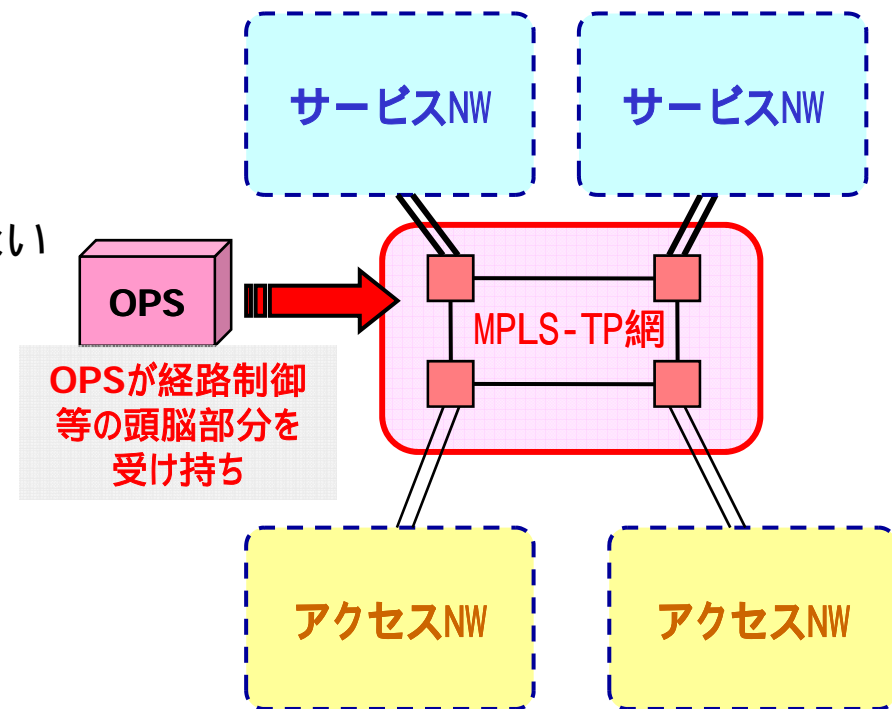 サービスNW
サービスNW
い
OPS
MPLS-TP網
OPSが経路制御
等の頭脳部分を
受け持ち
アクセスNW
アクセスNW